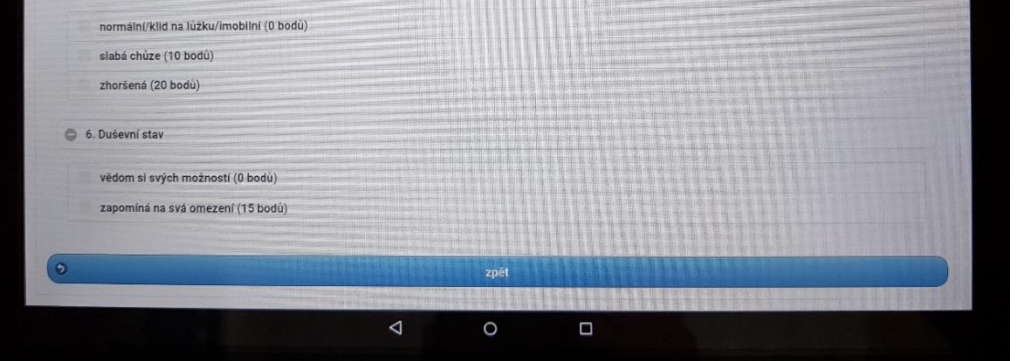 normální/klid na lůžku/imobilní (0 bodů)
slabá chůze (10 bodů)
zhoršená (20 bodů)
6. Duševní stav
vědom si svých možností (0 bodů)
zapomíná na svá omezení (15 bodů)
zpět